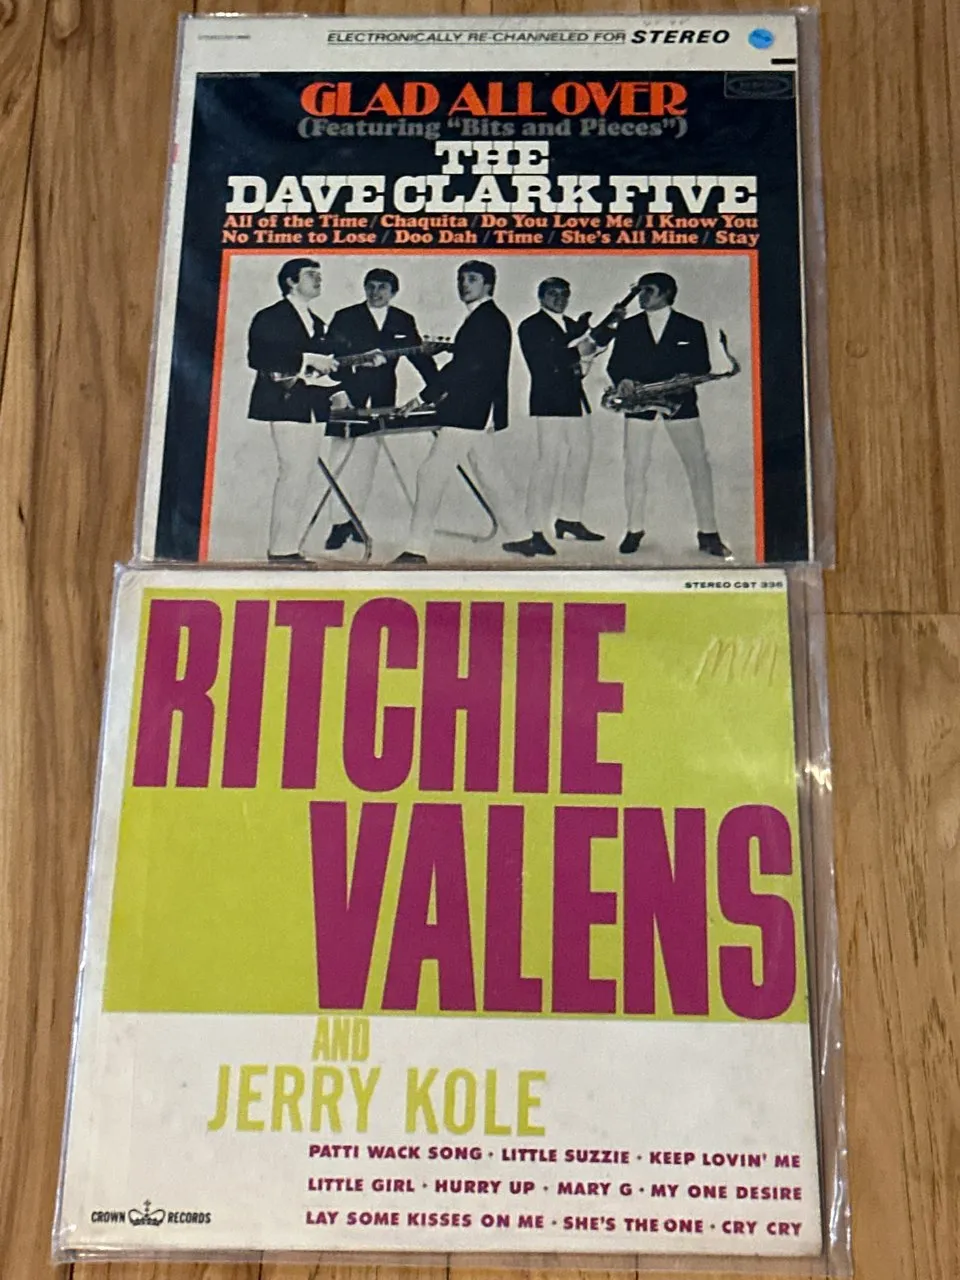 ELECTRONICALLY RE-CHANNELED FOR STEREO
GLAD ALL OVER
(Featuring "Bits and Pieces")
THE
DAVE CLARK FIVE
All of the Time / Chaquita / Do You Love Me / I Know You
No Time to Lose / Doo Dah / Time / She's All Mine / Stay
STEREO CST 336
RITCHIE
VALENS
AND
JERRY KOLE
PATTI WACK SONG • LITTLE SUZZIE • KEEP LOVIN' ME
LITTLE GIRL • HURRY UP • MARY G • MY ONE DESIRE
LAY SOME KISSES ON ME • SHE'S THE ONE • CRY CRY
CROWN RECORDS